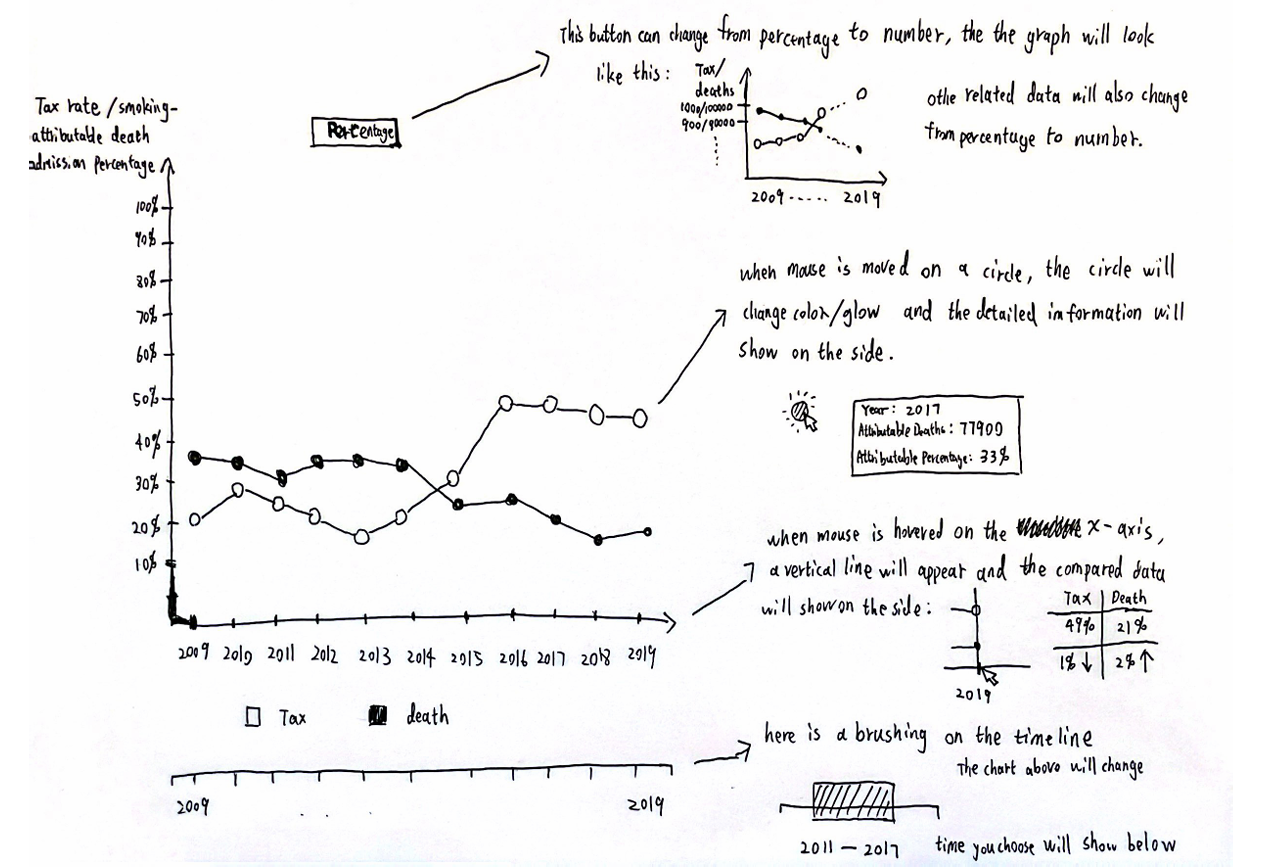 This button can change from percentage to number, the the graph will look
like this:
Tax/
deaths
1000/100000
900/90000
2009 ..... 2019
othe related data will also change
from percentage to number.
Tax rate /smoking-
attributable death
admission Percentage
Percentage
100%
90%
80%
70%
60%
50%
40%
30%
20%
10%
2009 2010 2011 2012 2013 2014 2015 2016 2017 2018 2019
Tax death
2009 2019
when mouse is moved on a circle, the circle will
change color/glow and the detailed information will
show on the side.
Year: 2017
Attributable Deaths: 77900
Attributable Percentage: 33%
when mouse is hovered on the x-axis,
a vertical line will appear and the compared data
will show on the side:
2019
Tax Death
49% 21%
1%↓ 2%↑
here is a brushing on the timeline
The chart above will change
2011 — 2017
time you choose will show below